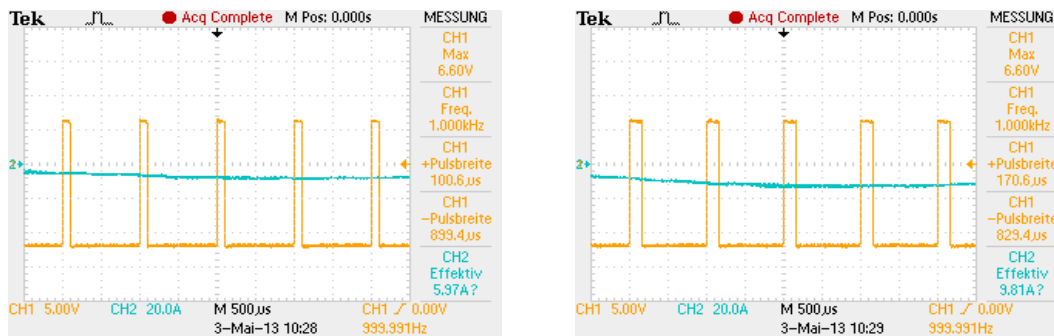 Tek Acq Complete M Pos: 0.000s MESSUNG
CH1
Max
6.60V
CH1
Freq.
1.000kHz
2 CH1
+Pulsbreite
100.6µs
CH1
-Pulsbreite
899.4µs
CH2
Effektiv
5.97A?
CH1 5.00V CH2 20.0A M 500µs CH1 / 0.00V
3-Mai-13 10:28 999.991Hz
Tek Acq Complete M Pos: 0.000s MESSUNG
CH1
Max
6.60V
CH1
Freq.
1.000kHz
2 CH1
+Pulsbreite
170.6µs
CH1
-Pulsbreite
829.4µs
CH2
Effektiv
9.81A?
CH1 5.00V CH2 20.0A M 500µs CH1 / 0.00V
3-Mai-13 10:29 999.991Hz